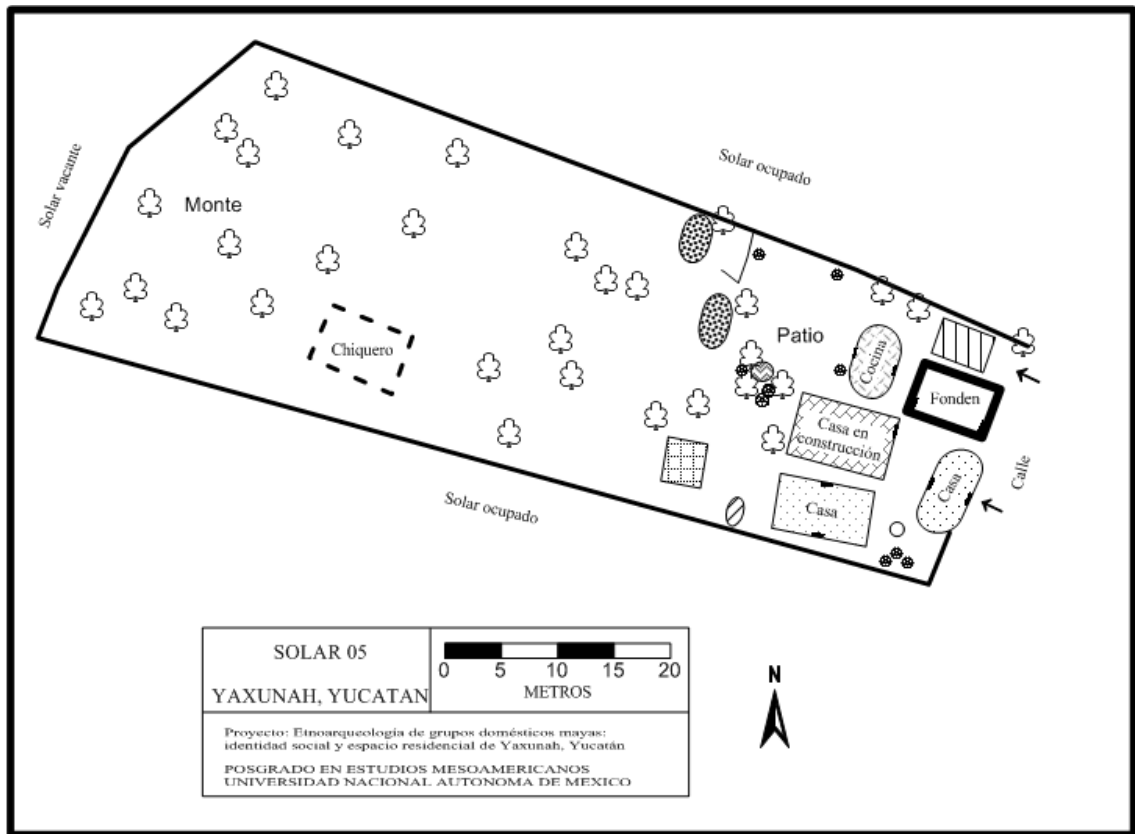 Solar ocupado
Solar vacante
Monte
Chiquero
Patio
Cocina
Fonden
Casa en
construcción
Casa
Casa
Calle
Solar ocupado
SOLAR 05
YAXUNAH, YUCATAN
0 5 10 15 20
METROS
N
Proyecto: Etnoarqueología de grupos domésticos mayas:
identidad social y espacio residencial de Yaxunah, Yucatán
POSGRADO EN ESTUDIOS MESOAMERICANOS
UNIVERSIDAD NACIONAL AUTONOMA DE MEXICO